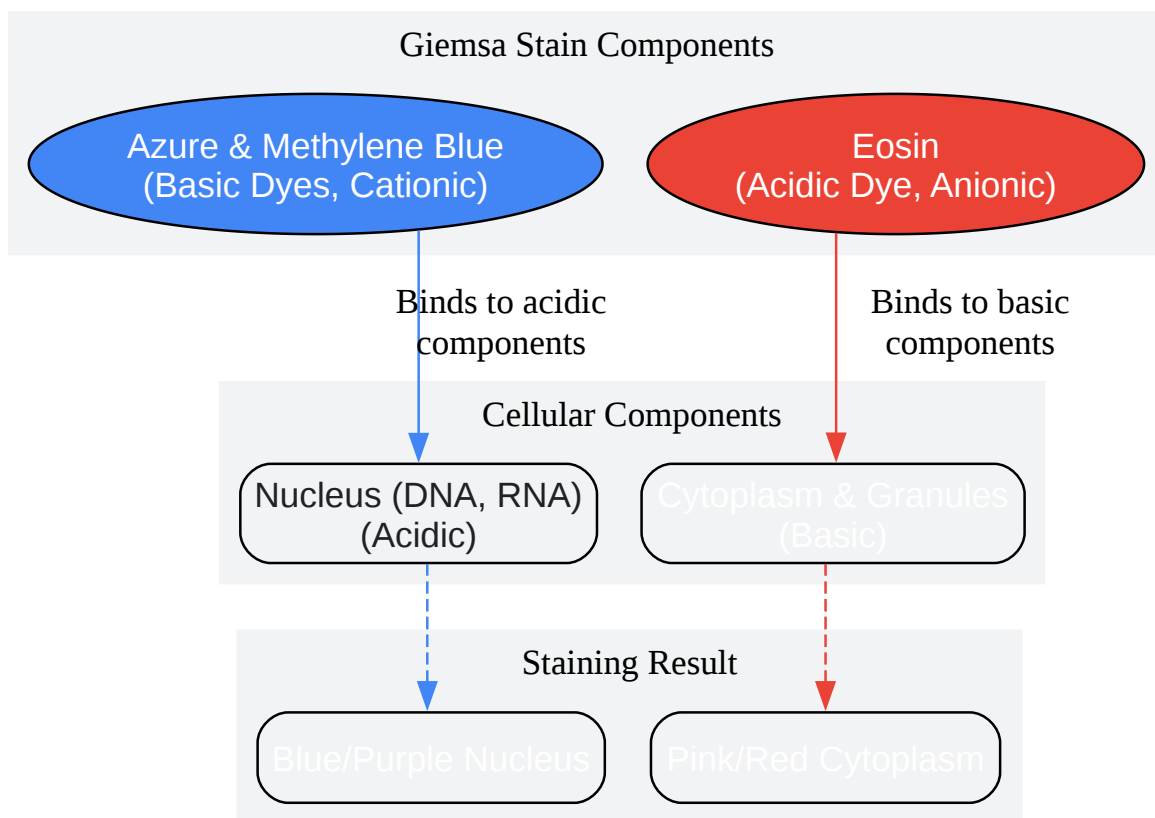 Giemsa Stain Components
Azure & Methylene Blue
(Basic Dyes, Cationic)
Eosin
(Acidic Dye, Anionic)
Binds to acidic
components
Binds to basic
components
Cellular Components
Nucleus (DNA, RNA)
(Acidic)
Cytoplasm & Granules
(Basic)
Staining Result
Blue/Purple Nucleus
Pink/Red Cytoplasm